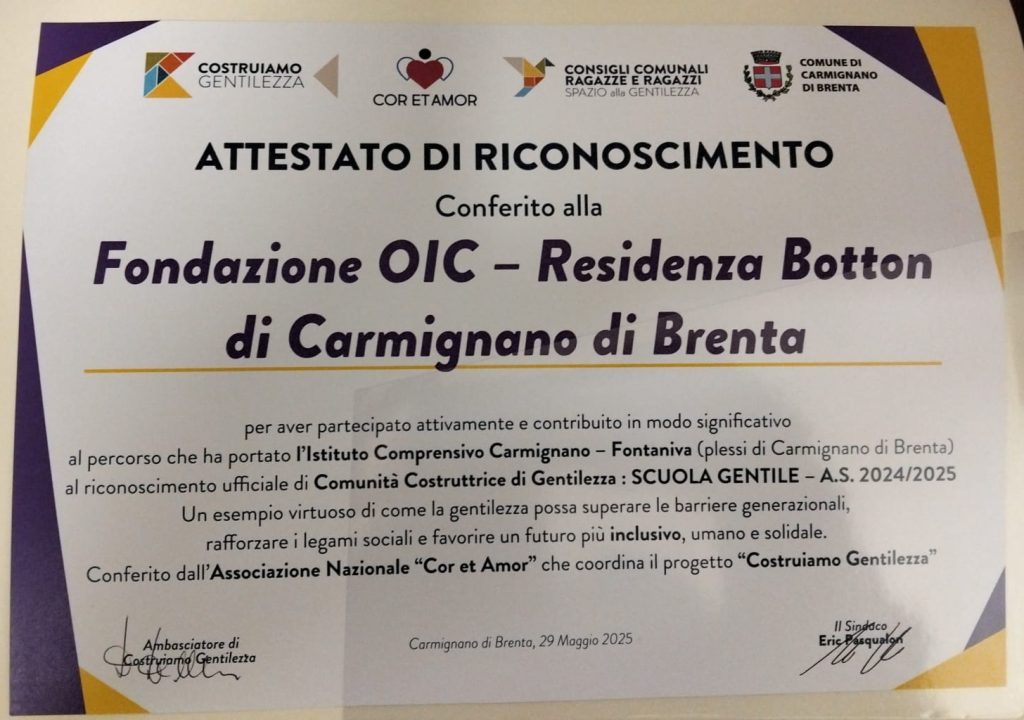 COSTRUIAMO
GENTILEZZA
COR ET AMOR
CONSIGLI COMUNALI
RAGAZZE E RAGAZZI
SPAZIO alla GENTILEZZA
COMUNE DI
CARMIGNANO
DI BRENTA
ATTESTATO DI RICONOSCIMENTO
Conferito alla
Fondazione OIC – Residenza Botton
di Carmignano di Brenta
per aver partecipato attivamente e contribuito in modo significativo
al percorso che ha portato l'Istituto Comprensivo Carmignano – Fontaniva (plessi di Carmignano di Brenta)
al riconoscimento ufficiale di Comunità Costruttrice di Gentilezza : SCUOLA GENTILE – A.S. 2024/2025
Un esempio virtuoso di come la gentilezza possa superare le barriere generazionali,
rafforzare i legami sociali e favorire un futuro più inclusivo, umano e solidale.
Conferito dall'Associazione Nazionale “Cor et Amor” che coordina il progetto “Costruiamo Gentilezza”
Ambasciatore di
Costruiamo Gentilezza
Carmignano di Brenta, 29 Maggio 2025
Il Sindaco
Eric Pasqualon